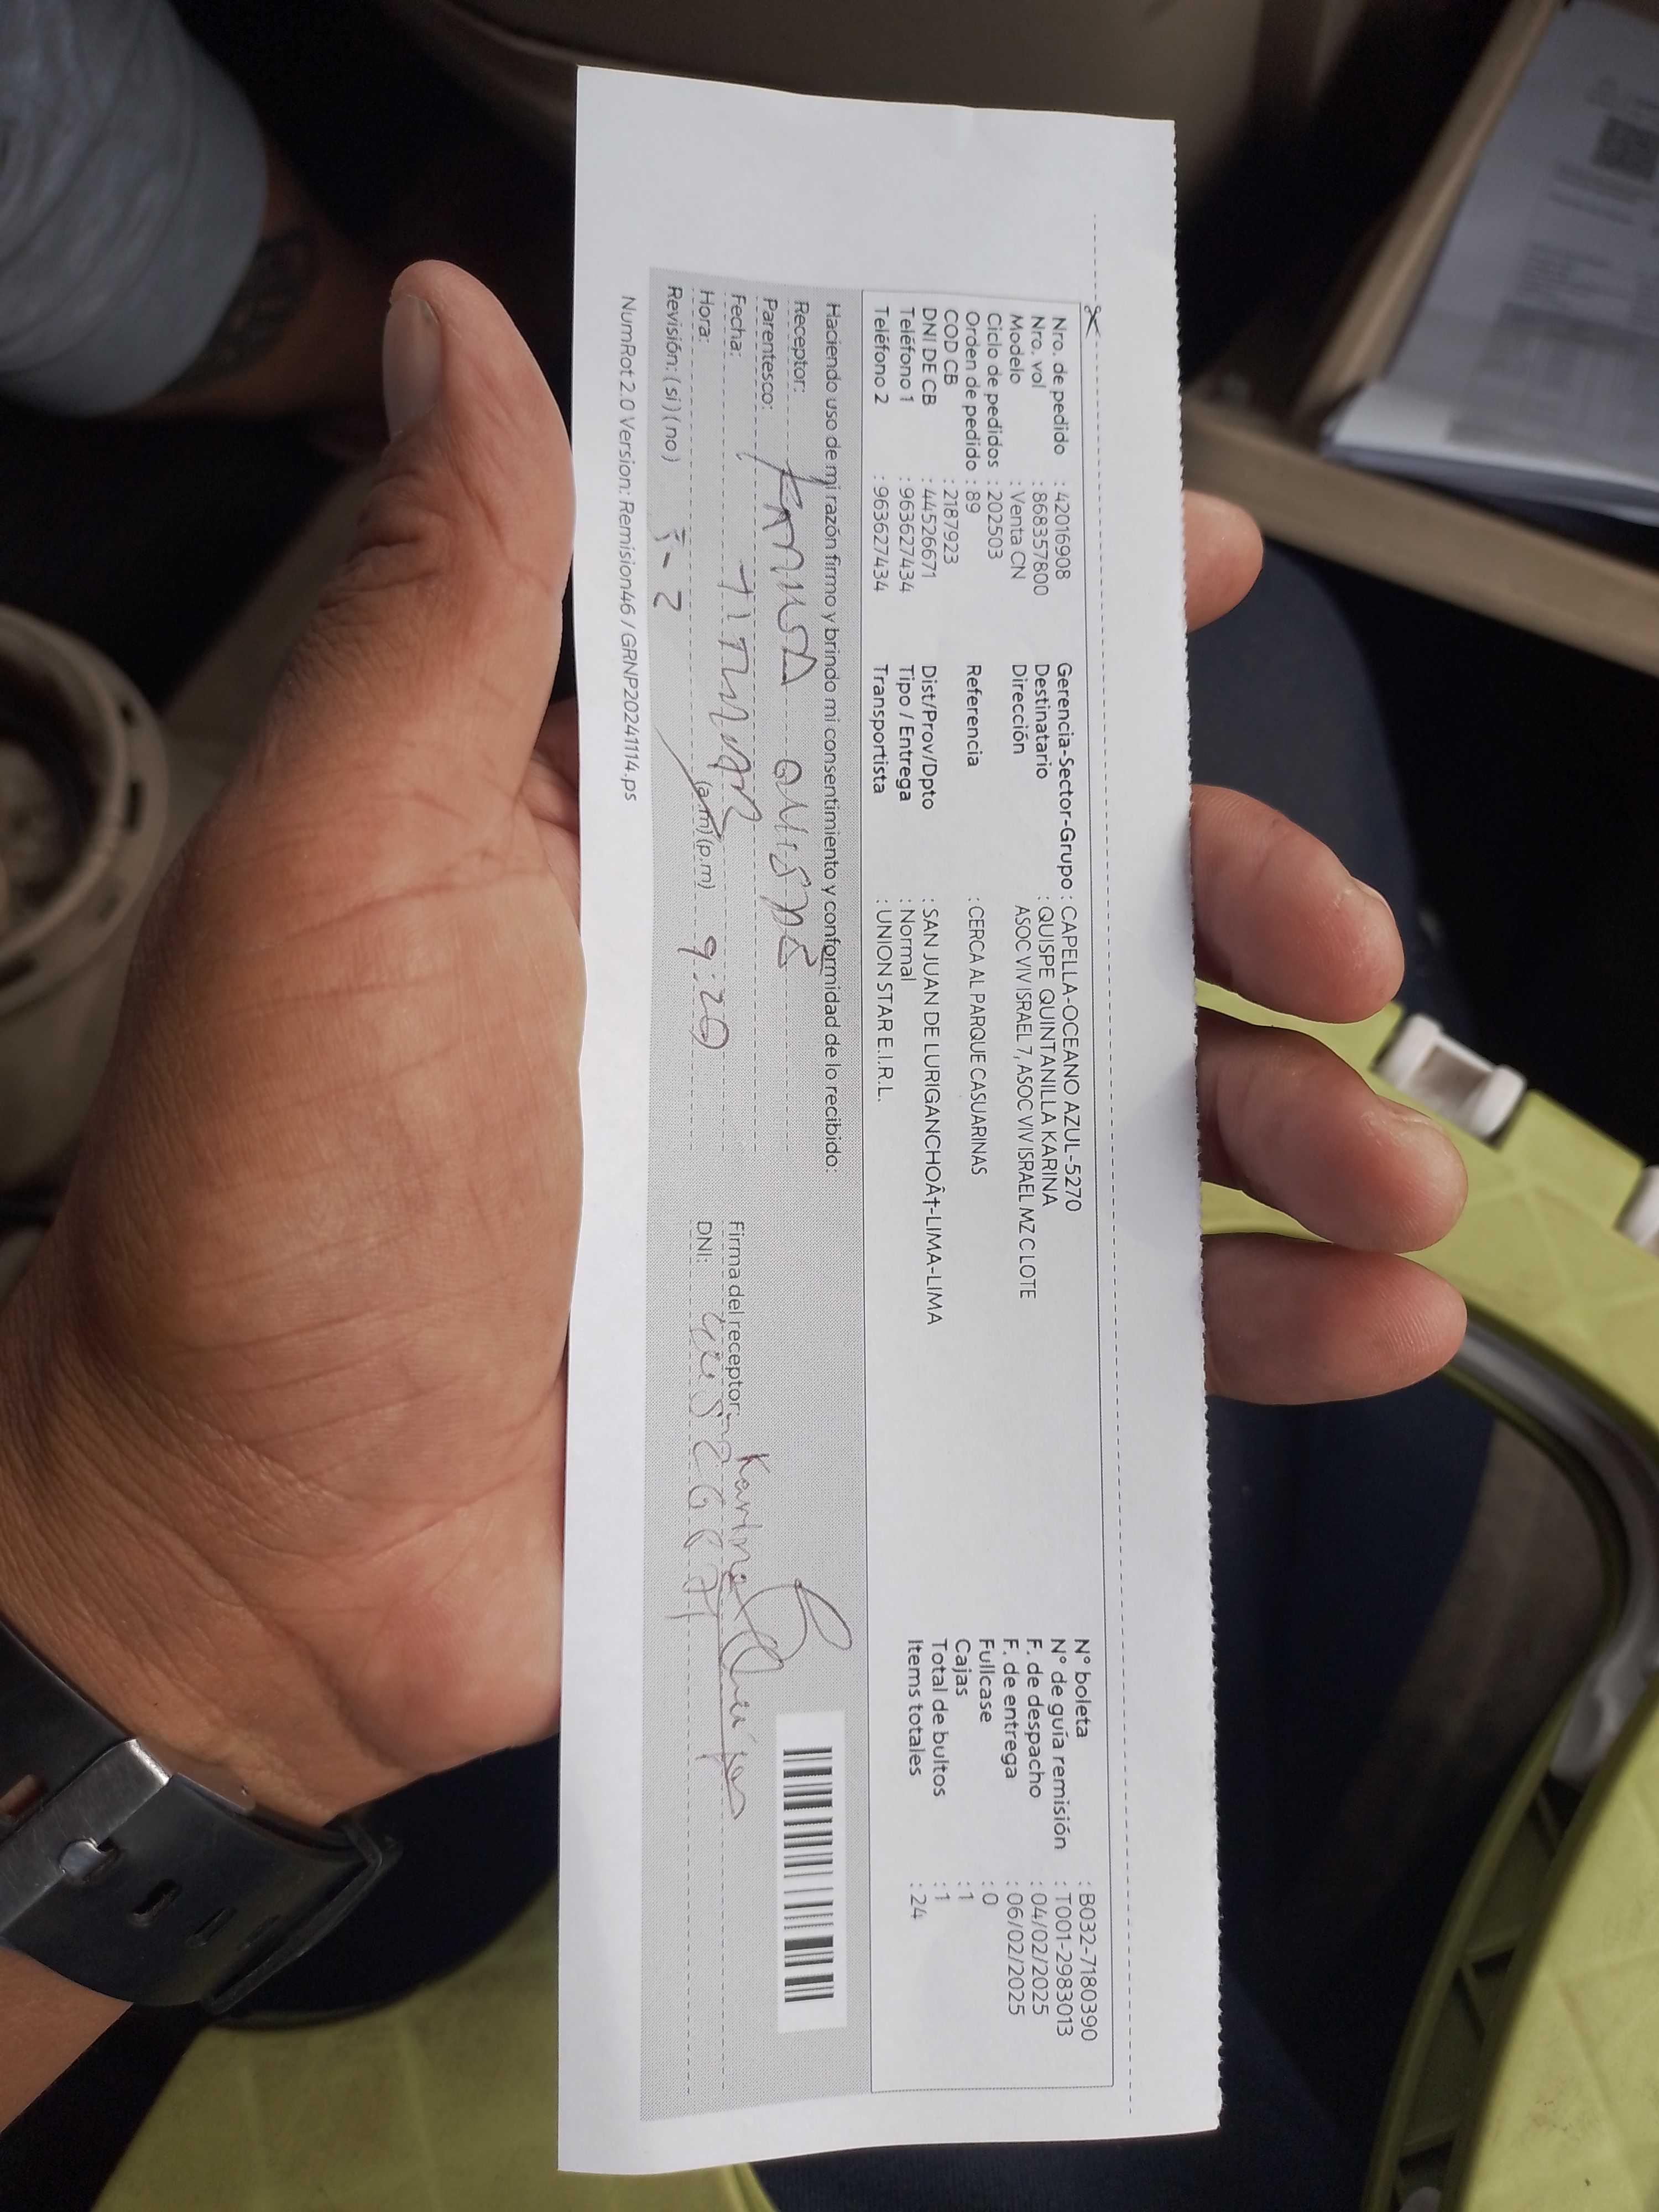 Nro. de pedido : 42016908
Nro. vol : 868357800
Modelo : Venta CN
Ciclo de pedidos : 202503
Orden de pedido : 89
COD CB : 2187923
DNI DE CB : 44526671
Teléfono 1 : 963627434
Teléfono 2 : 963627434
Gerencia-Sector-Grupo : CAPELLA-OCEANO AZUL-5270
Destinatario : QUISPE QUINTANILLA KARINA
Dirección ASOC VIV ISRAEL 7, ASOC VIV ISRAEL MZ C LOTE
Referencia : CERCA AL PARQUE CASUARINAS
Dist/Prov/Dpto : SAN JUAN DE LURIGANCHOÂ†-LIMA-LIMA
Tipo / Entrega : Normal
Transportista : UNION STAR E.I.R.L.
N° boleta : B032-7180390
N° de guía remisión : T001-2983013
F. de despacho : 04/02/2025
F. de entrega : 06/02/2025
Fullcase : 0
Cajas : 1
Total de bultos : 1
Items totales : 24
Haciendo uso de mi razón firmo y brindo mi consentimiento y conformidad de lo recibido:
Receptor: KARINA QUISPE
Parentesco:
Fecha: TITULAR
Hora: (a.m)(p.m) 9:20
Revisión: (si)(no)
Firma del receptor: Karina Quispe
DNI: 44526671
NumRot 2.0 Version: Remision46 / GRNP20241114.ps